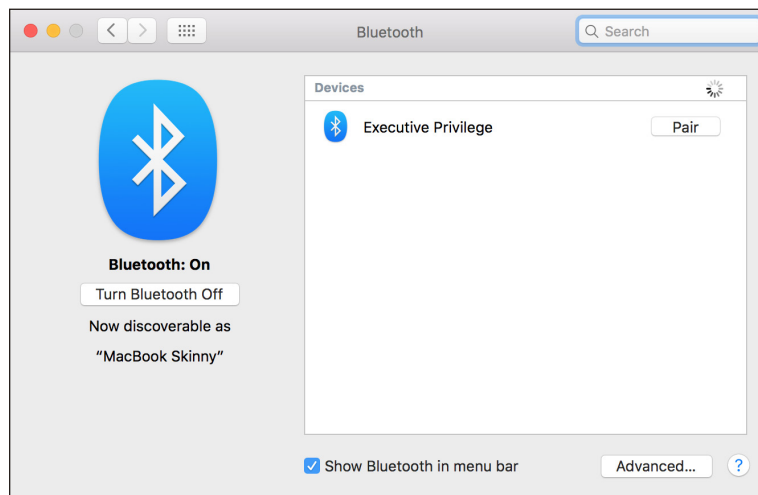 Bluetooth
Search
Devices
Executive Privilege
Pair
Bluetooth: On
Turn Bluetooth Off
Now discoverable as
“MacBook Skinny”
Show Bluetooth in menu bar
Advanced...
?